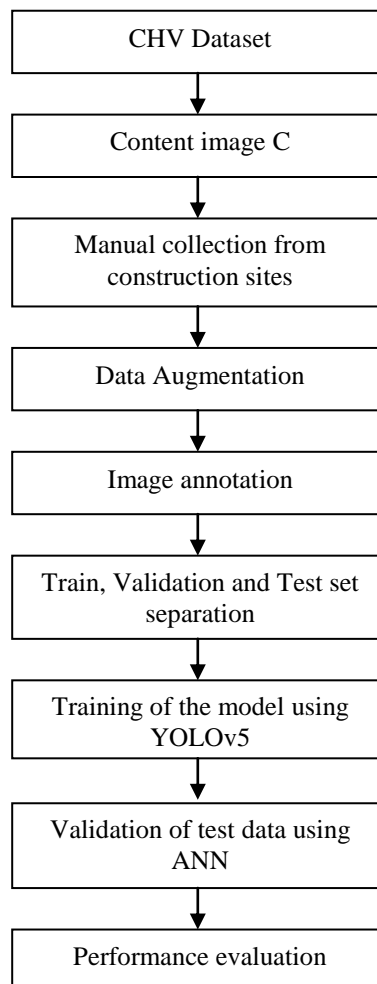 CHV Dataset
Content image C
Manual collection from
construction sites
Data Augmentation
Image annotation
Train, Validation and Test set
separation
Training of the model using
YOLOv5
Validation of test data using
ANN
Performance evaluation